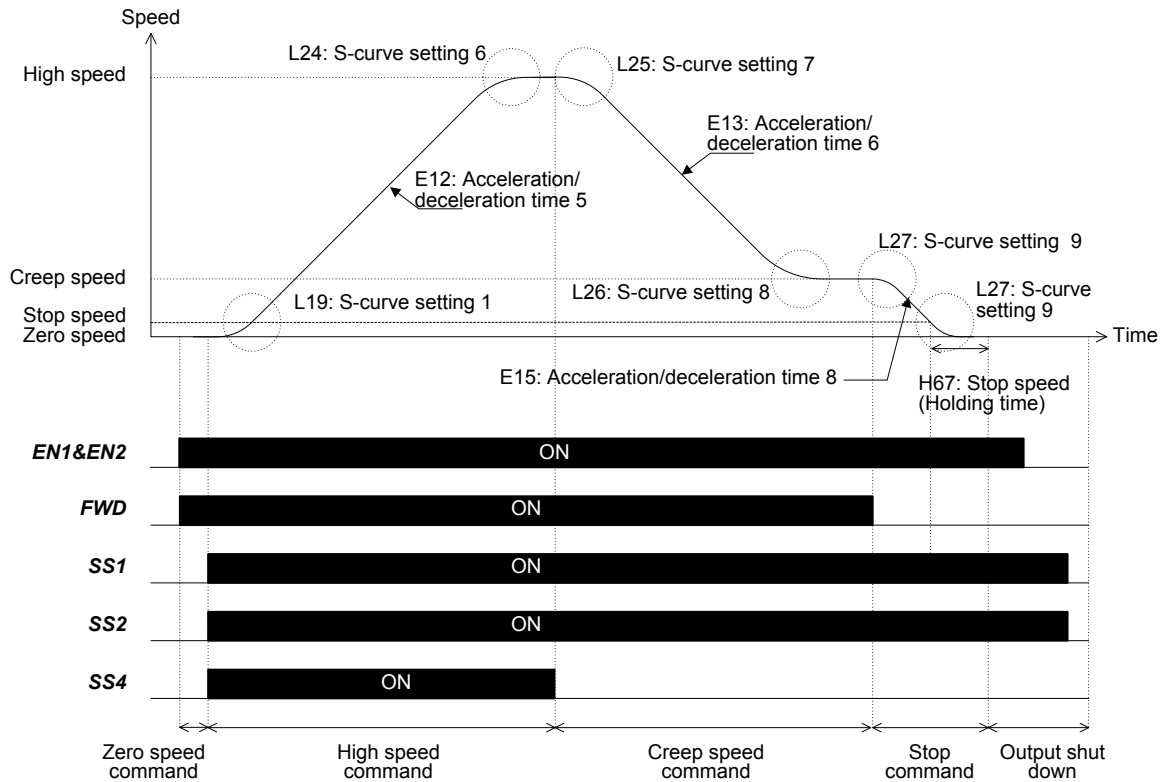 Speed
L24: S-curve setting 6
High speed
L25: S-curve setting 7
E13: Acceleration/
deceleration time 6
E12: Acceleration/
deceleration time 5
L27: S-curve setting 9
Creep speed
L26: S-curve setting 8
L19: S-curve setting 1
L27: S-curve
setting 9
Stop speed
Zero speed
Time
E15: Acceleration/deceleration time 8
H67: Stop speed
(Holding time)
EN1&EN2
ON
FWD
ON
SS1
ON
SS2
ON
SS4
ON
Zero speed
command
High speed
command
Creep speed
command
Stop
command
Output shut
down